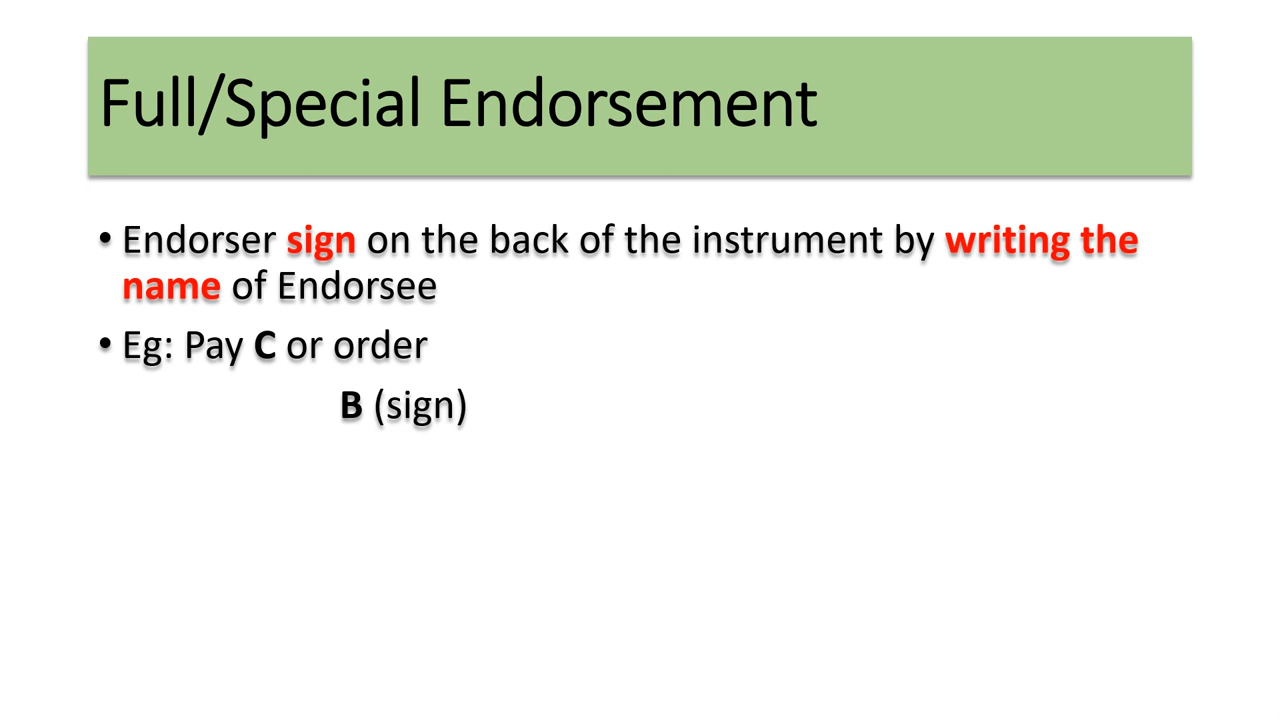 Full/Special Endorsement
• Endorser sign on the back of the instrument by writing the
name of Endorsee
• Eg: Pay C or order
B (sign)